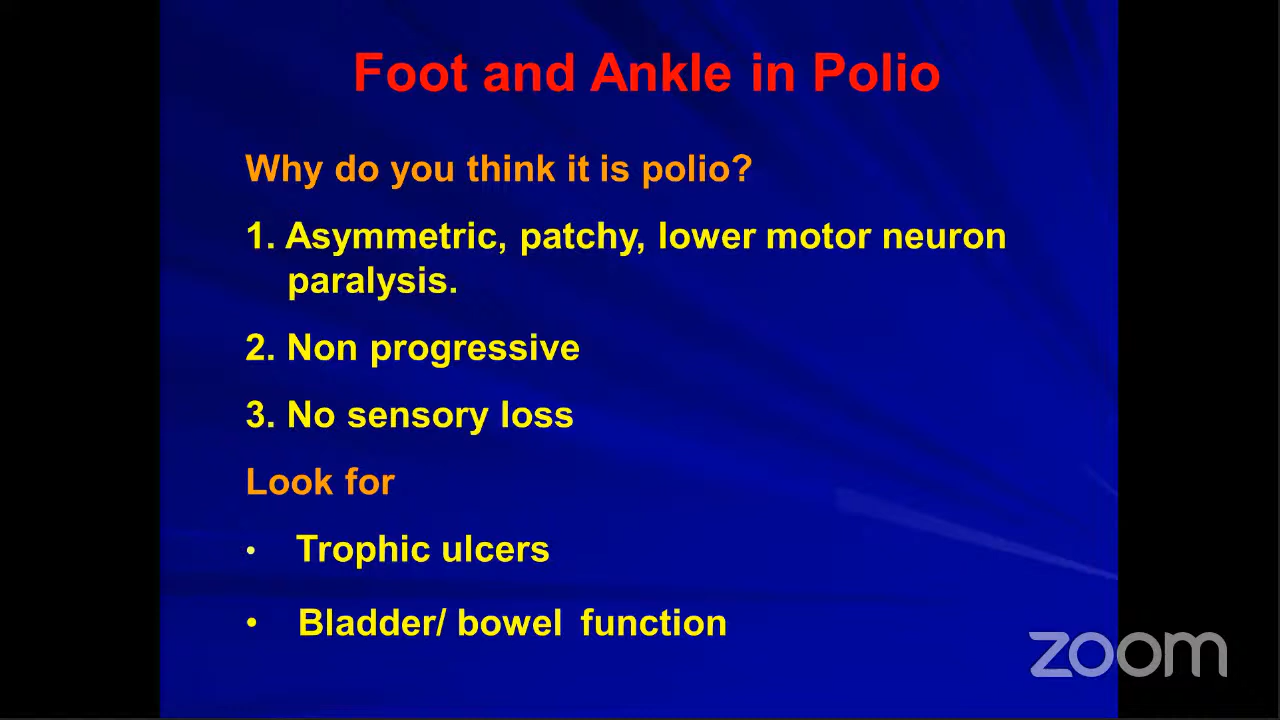 Foot and Ankle in Polio
Why do you think it is polio?
1. Asymmetric, patchy, lower motor neuron
paralysis.
2. Non progressive
3. No sensory loss
Look for
• Trophic ulcers
• Bladder/ bowel function
zoom